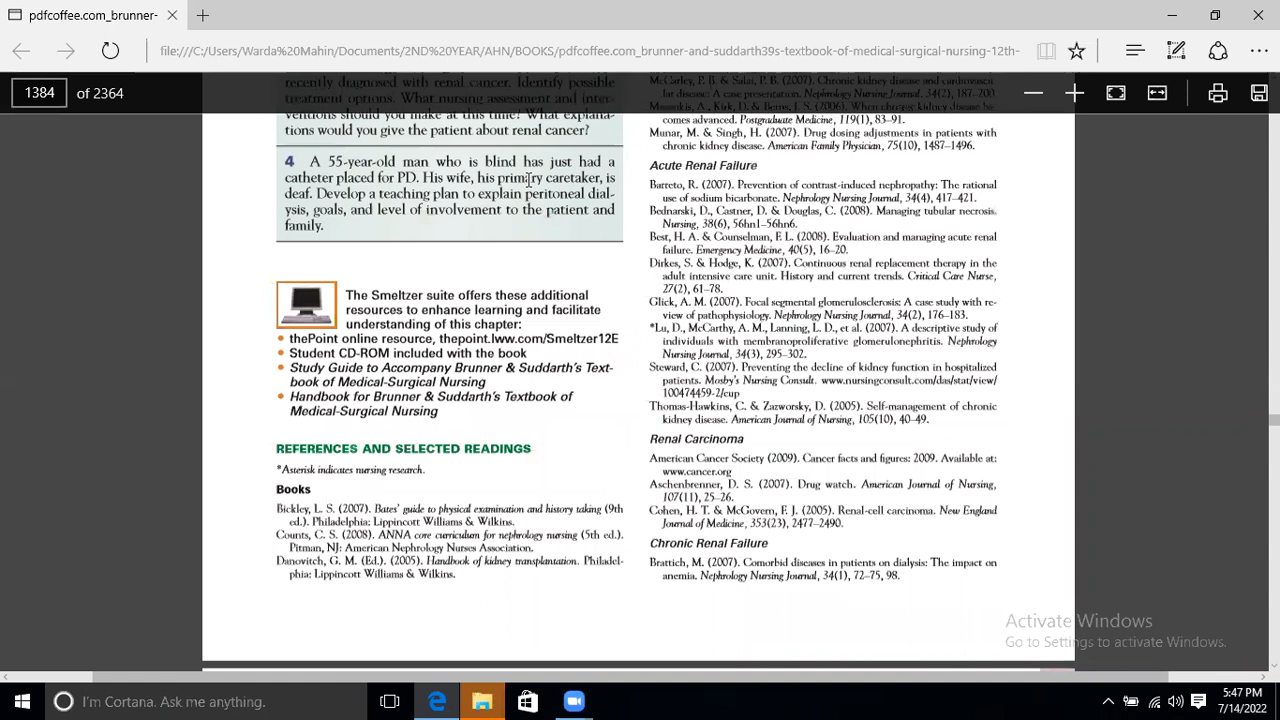 pdfcoffee.com_brunner-
file:///C:/Users/Warda%20Mahin/Documents/2ND%20YEAR/AHN/BOOKS/pdfcoffee.com_brunner-and-suddarth39s-textbook-of-medical-surgical-nursing-12th-
1384 of 2364
recently diagnosed with renal cancer. Identify possible
treatment options. What nursing assessment and inter-
ventions should you make at this time? What explana-
tions would you give the patient about renal cancer?
4 A 55-year-old man who is blind has just had a
catheter placed for PD. His wife, his primary caretaker, is
deaf. Develop a teaching plan to explain peritoneal dial-
ysis, goals, and level of involvement to the patient and
family.
The Smeltzer suite offers these additional
resources to enhance learning and facilitate
understanding of this chapter:
• thePoint online resource, thepoint.lww.com/Smeltzer12E
• Student CD-ROM included with the book
• Study Guide to Accompany Brunner & Suddarth's Text-
book of Medical-Surgical Nursing
• Handbook for Brunner & Suddarth's Textbook of
Medical-Surgical Nursing
REFERENCES AND SELECTED READINGS
*Asterisk indicates nursing research.
Books
Bickley, L. S. (2007). Bates' guide to physical examination and history taking (9th
ed.). Philadelphia: Lippincott Williams & Wilkins.
Counts, C. S. (2008). ANNA core curriculum for nephrology nursing (5th ed.).
Pitman, NJ: American Nephrology Nurses Association.
Danovitch, G. M. (Ed.). (2005). Handbook of kidney transplantation. Philadel-
phia: Lippincott Williams & Wilkins.
McCarley, P. B. & Salai, P. B. (2007). Chronic kidney disease and cardiovascu-
lar disease: A case presentation. Nephrology Nursing Journal, 34(2), 187–200.
A., Kirk, D. & Berns, J. S. (2006). When chronic kidney disease be-
comes advanced. Postgraduate Medicine, 119(1), 83–91.
Munar, M. & Singh, H. (2007). Drug dosing adjustments in patients with
chronic kidney disease. American Family Physician, 75(10), 1487–1496.
Acute Renal Failure
Barreto, R. (2007). Prevention of contrast-induced nephropathy: The rational
use of sodium bicarbonate. Nephrology Nursing Journal, 34(4), 417–421.
Bednarski, D., Castner, D. & Douglas, C. (2008). Managing tubular necrosis.
Nursing, 38(6), 56hn1–56hn6.
Best, H. A. & Counselman, F. L. (2008). Evaluation and managing acute renal
failure. Emergency Medicine, 40(5), 16–20.
Dirkes, S. & Hodge, K. (2007). Continuous renal replacement therapy in the
adult intensive care unit. History and current trends. Critical Care Nurse,
27(2), 61–78.
Glick, A. M. (2007). Focal segmental glomerulosclerosis: A case study with re-
view of pathophysiology. Nephrology Nursing Journal, 34(2), 176–183.
*Lu, D., McCarthy, A. M., Lanning, L. D., et al. (2007). A descriptive study of
individuals with membranoproliferative glomerulonephritis. Nephrology
Nursing Journal, 34(3), 295–302.
Steward, C. (2007). Preventing the decline of kidney function in hospitalized
patients. Mosby's Nursing Consult. www.nursingconsult.com/das/stat/view/
100474459-2/cup
Thomas-Hawkins, C. & Zazworsky, D. (2005). Self-management of chronic
kidney disease. American Journal of Nursing, 105(10), 40–49.
Renal Carcinoma
American Cancer Society (2009). Cancer facts and figures: 2009. Available at:
www.cancer.org
Aschenbrenner, D. S. (2007). Drug watch. American Journal of Nursing,
107(11), 25–26.
Cohen, H. T. & McGovern, F. J. (2005). Renal-cell carcinoma. New England
Journal of Medicine, 353(23), 2477–2490.
Chronic Renal Failure
Brattich, M. (2007). Comorbid diseases in patients on dialysis: The impact on
anemia. Nephrology Nursing Journal, 34(1), 72–75, 98.
Activate Windows
Go to Settings to activate Windows.
I'm Cortana. Ask me anything.
5:47 PM
7/14/2022